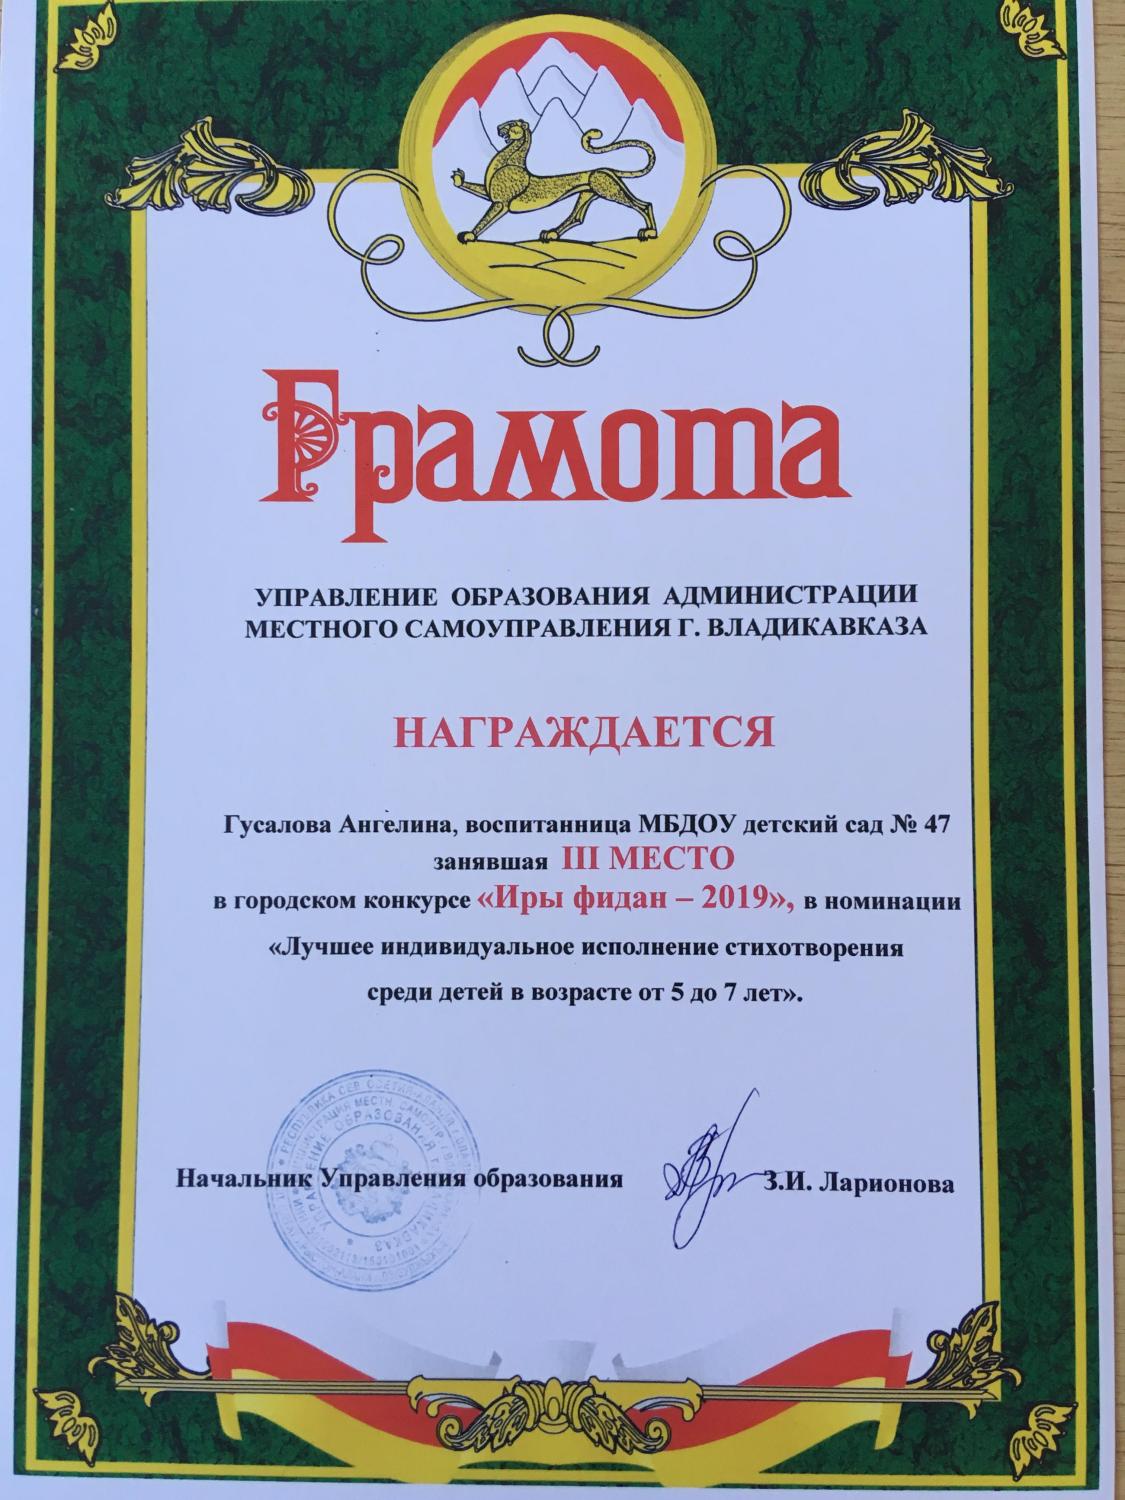 Грамота
УПРАВЛЕНИЕ ОБРАЗОВАНИЯ АДМИНИСТРАЦИИ
МЕСТНОГО САМОУПРАВЛЕНИЯ Г. ВЛАДИКАВКАЗА
НАГРАЖДАЕТСЯ
Гусалова Ангелина, воспитанница МБДОУ детский сад № 47
занявшая III МЕСТО
в городском конкурсе «Иры фидан – 2019», в номинации
«Лучшее индивидуальное исполнение стихотворения
среди детей в возрасте от 5 до 7 лет».
Начальник Управления образования З.И. Ларионова